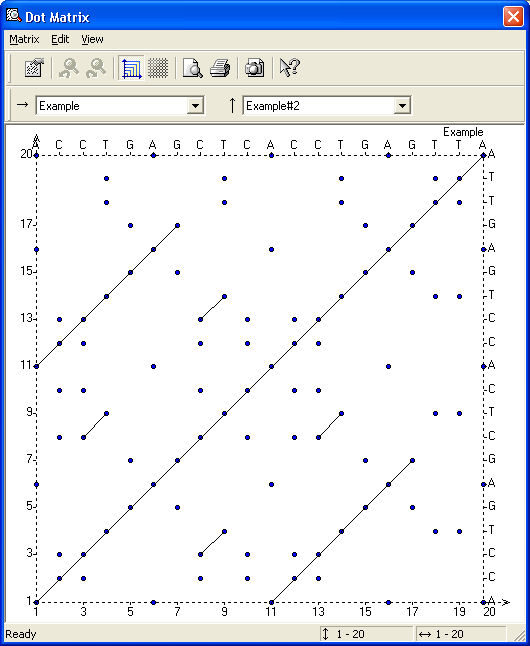 Dot Matrix
Matrix Edit View
Example Example#2
Example
A C C T G A G C T C A C C T G A G T T A
20 A
T
T
17 G
A
15 G
T
13 C
C
11 A
C
9 T
C
7 G
A
5 G
T
3 C
C
1 A
1 3 5 7 9 11 13 15 17 19 20
Ready 1 - 20 1 - 20